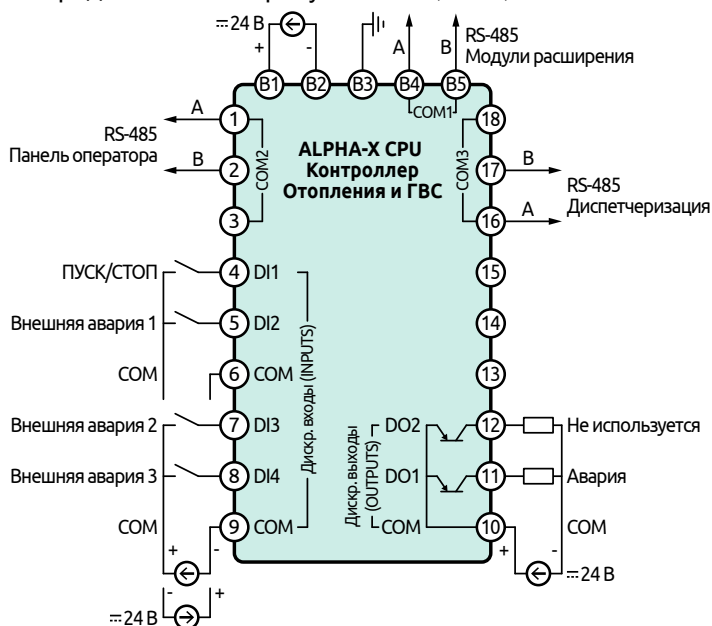 ⎓24 В
+ -
A
B
RS-485
Модули расширения
B1
B2
B3
B4
B5
COM1
ALPHA-X CPU
Контроллер
Отопления и ГВС
RS-485
Панель оператора
A
B
1
2
3
COM2
18
17
16
COM3
B
A
RS-485
Диспетчеризация
ПУСК/СТОП
4
DI1
Внешняя авария 1
5
DI2
COM
6
COM
Внешняя авария 2
7
DI3
Внешняя авария 3
8
DI4
COM
9
COM
Дискр. входы (INPUTS)
15
14
13
Дискр. выходы
(OUTPUTS)
DO2
12
Не используется
DO1
11
Авария
COM
10
COM
+ -
⎓24 В
+ -
- +
⎓24 В